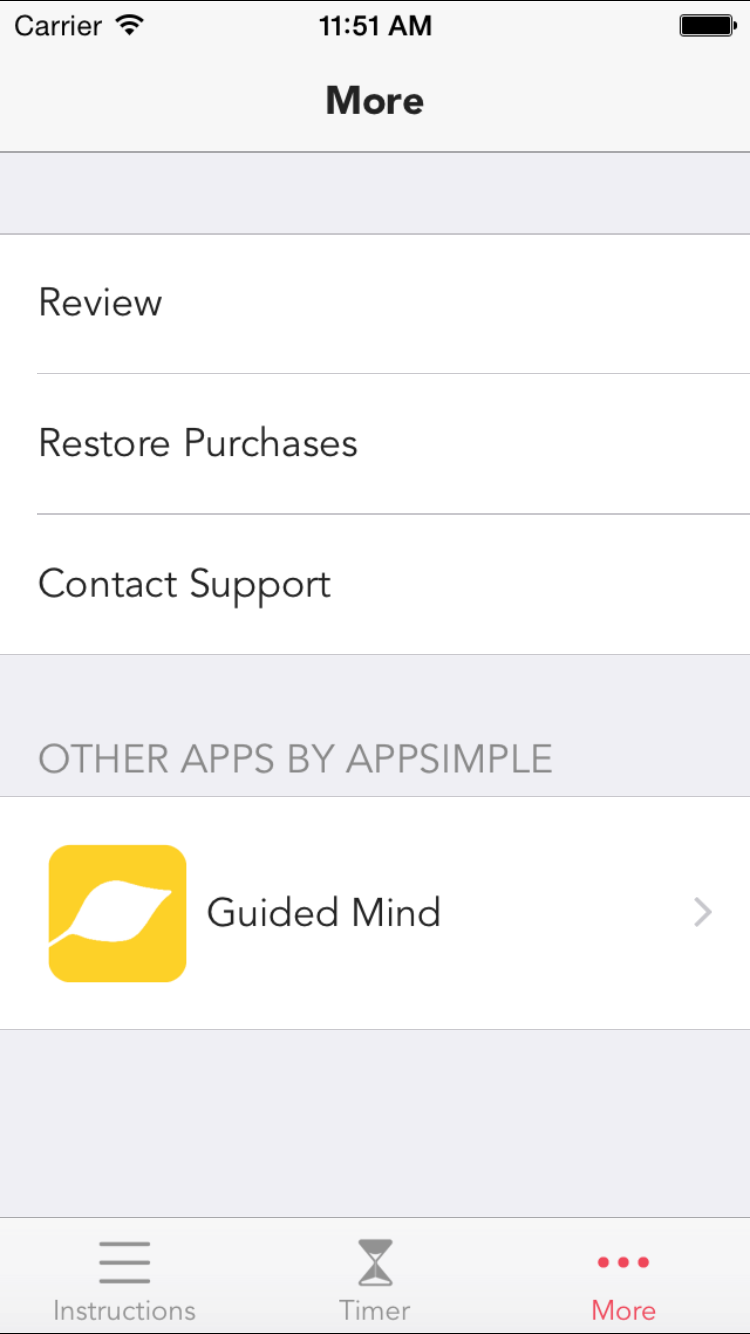 Carrier 11:51 AM
More
Review
Restore Purchases
Contact Support
OTHER APPS BY APPSIMPLE
Guided Mind
Instructions Timer More